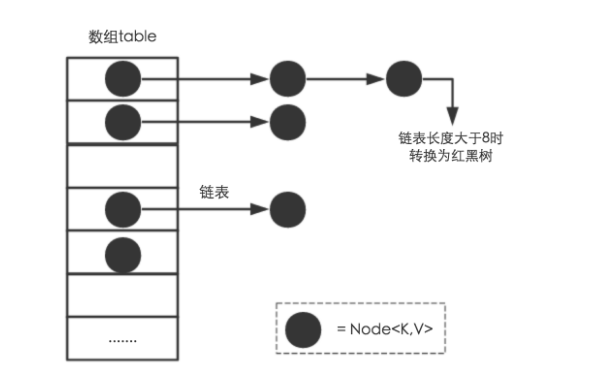 数组table
链表长度大于8时
转换为红黑树
链表
= Node<K,V>
.......